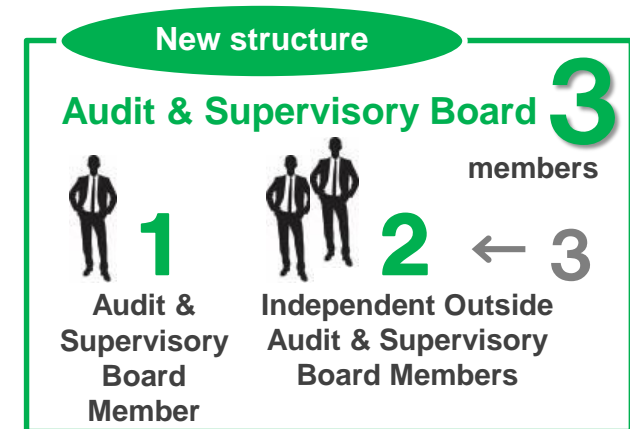 New structure
Audit & Supervisory Board 3
members
1
2 ← 3
Audit &
Supervisory
Board
Member
Independent Outside
Audit & Supervisory
Board Members